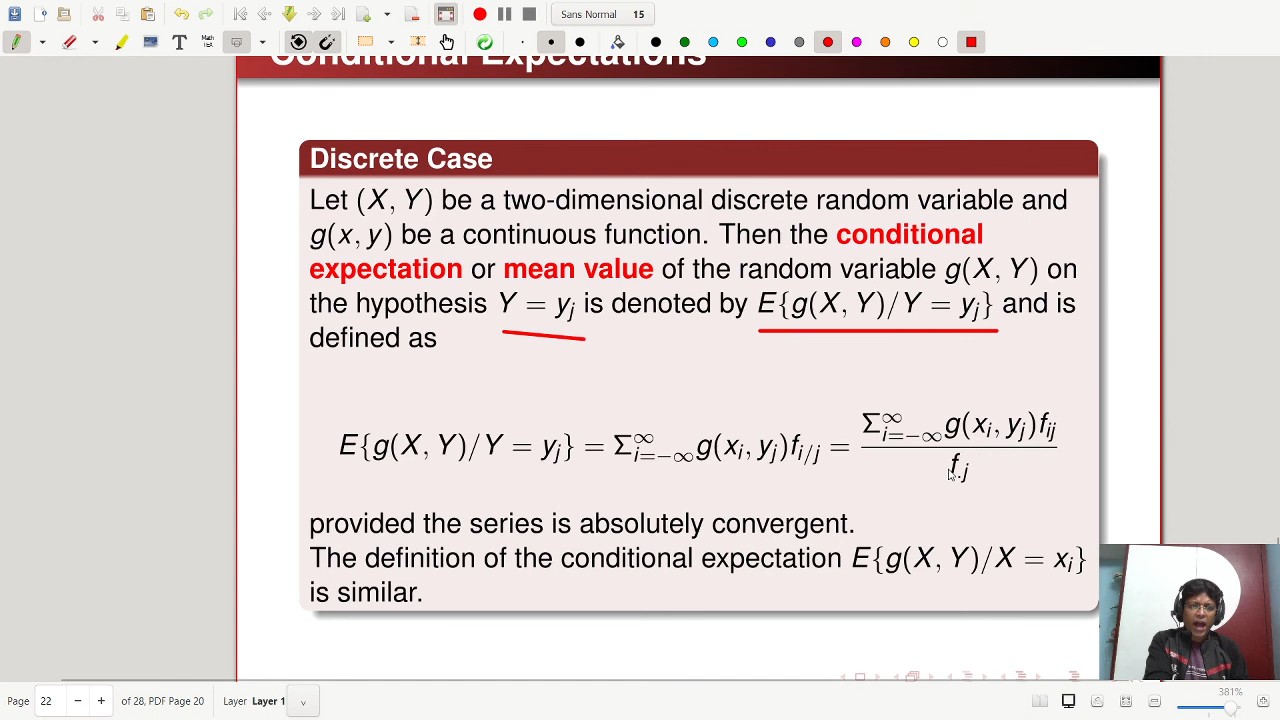 Sans Normal 15
Conditional Expectations
Discrete Case
Let (X, Y) be a two-dimensional discrete random variable and
g(x, y) be a continuous function. Then the conditional
expectation or mean value of the random variable g(X, Y) on
the hypothesis Y = y_j is denoted by E{g(X, Y)/Y = y_j} and is
defined as
E{g(X, Y)/Y = y_j} = Σ_{i=-∞}^{∞} g(x_i, y_j)f_{i/j} = \frac{Σ_{i=-∞}^{∞} g(x_i, y_j)f_{ij}}{f_{.j}}
provided the series is absolutely convergent.
The definition of the conditional expectation E{g(X, Y)/X = x_i}
is similar.
Page 22 of 28, PDF Page 20 Layer Layer 1 381%